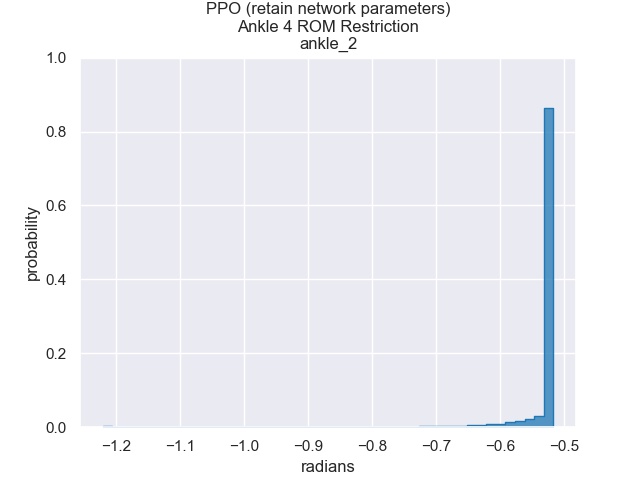 PPO (retain network parameters)
Ankle 4 ROM Restriction
ankle_2
1.0
0.8
0.6
0.4
0.2
0.0
probability
−1.2 −1.1 −1.0 −0.9 −0.8 −0.7 −0.6 −0.5
radians